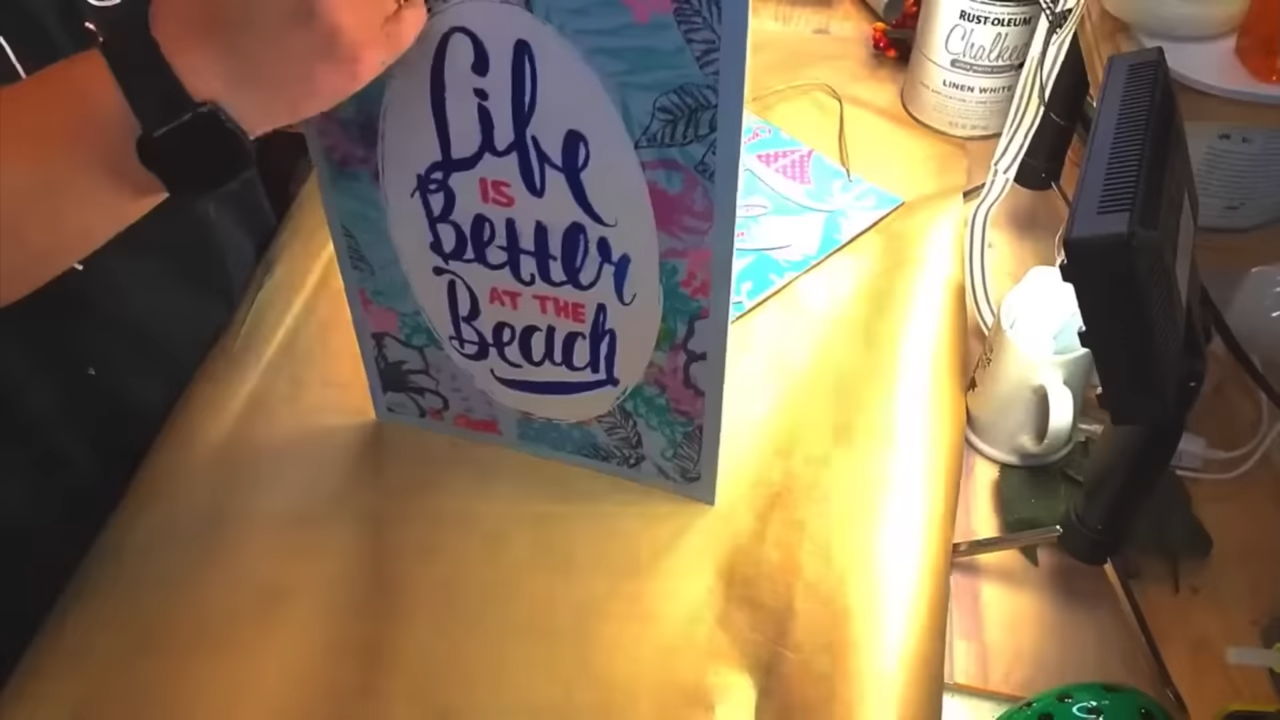 Life
IS
Better
AT THE
Beach
RUST-OLEUM
Chalked
LINEN WHITE